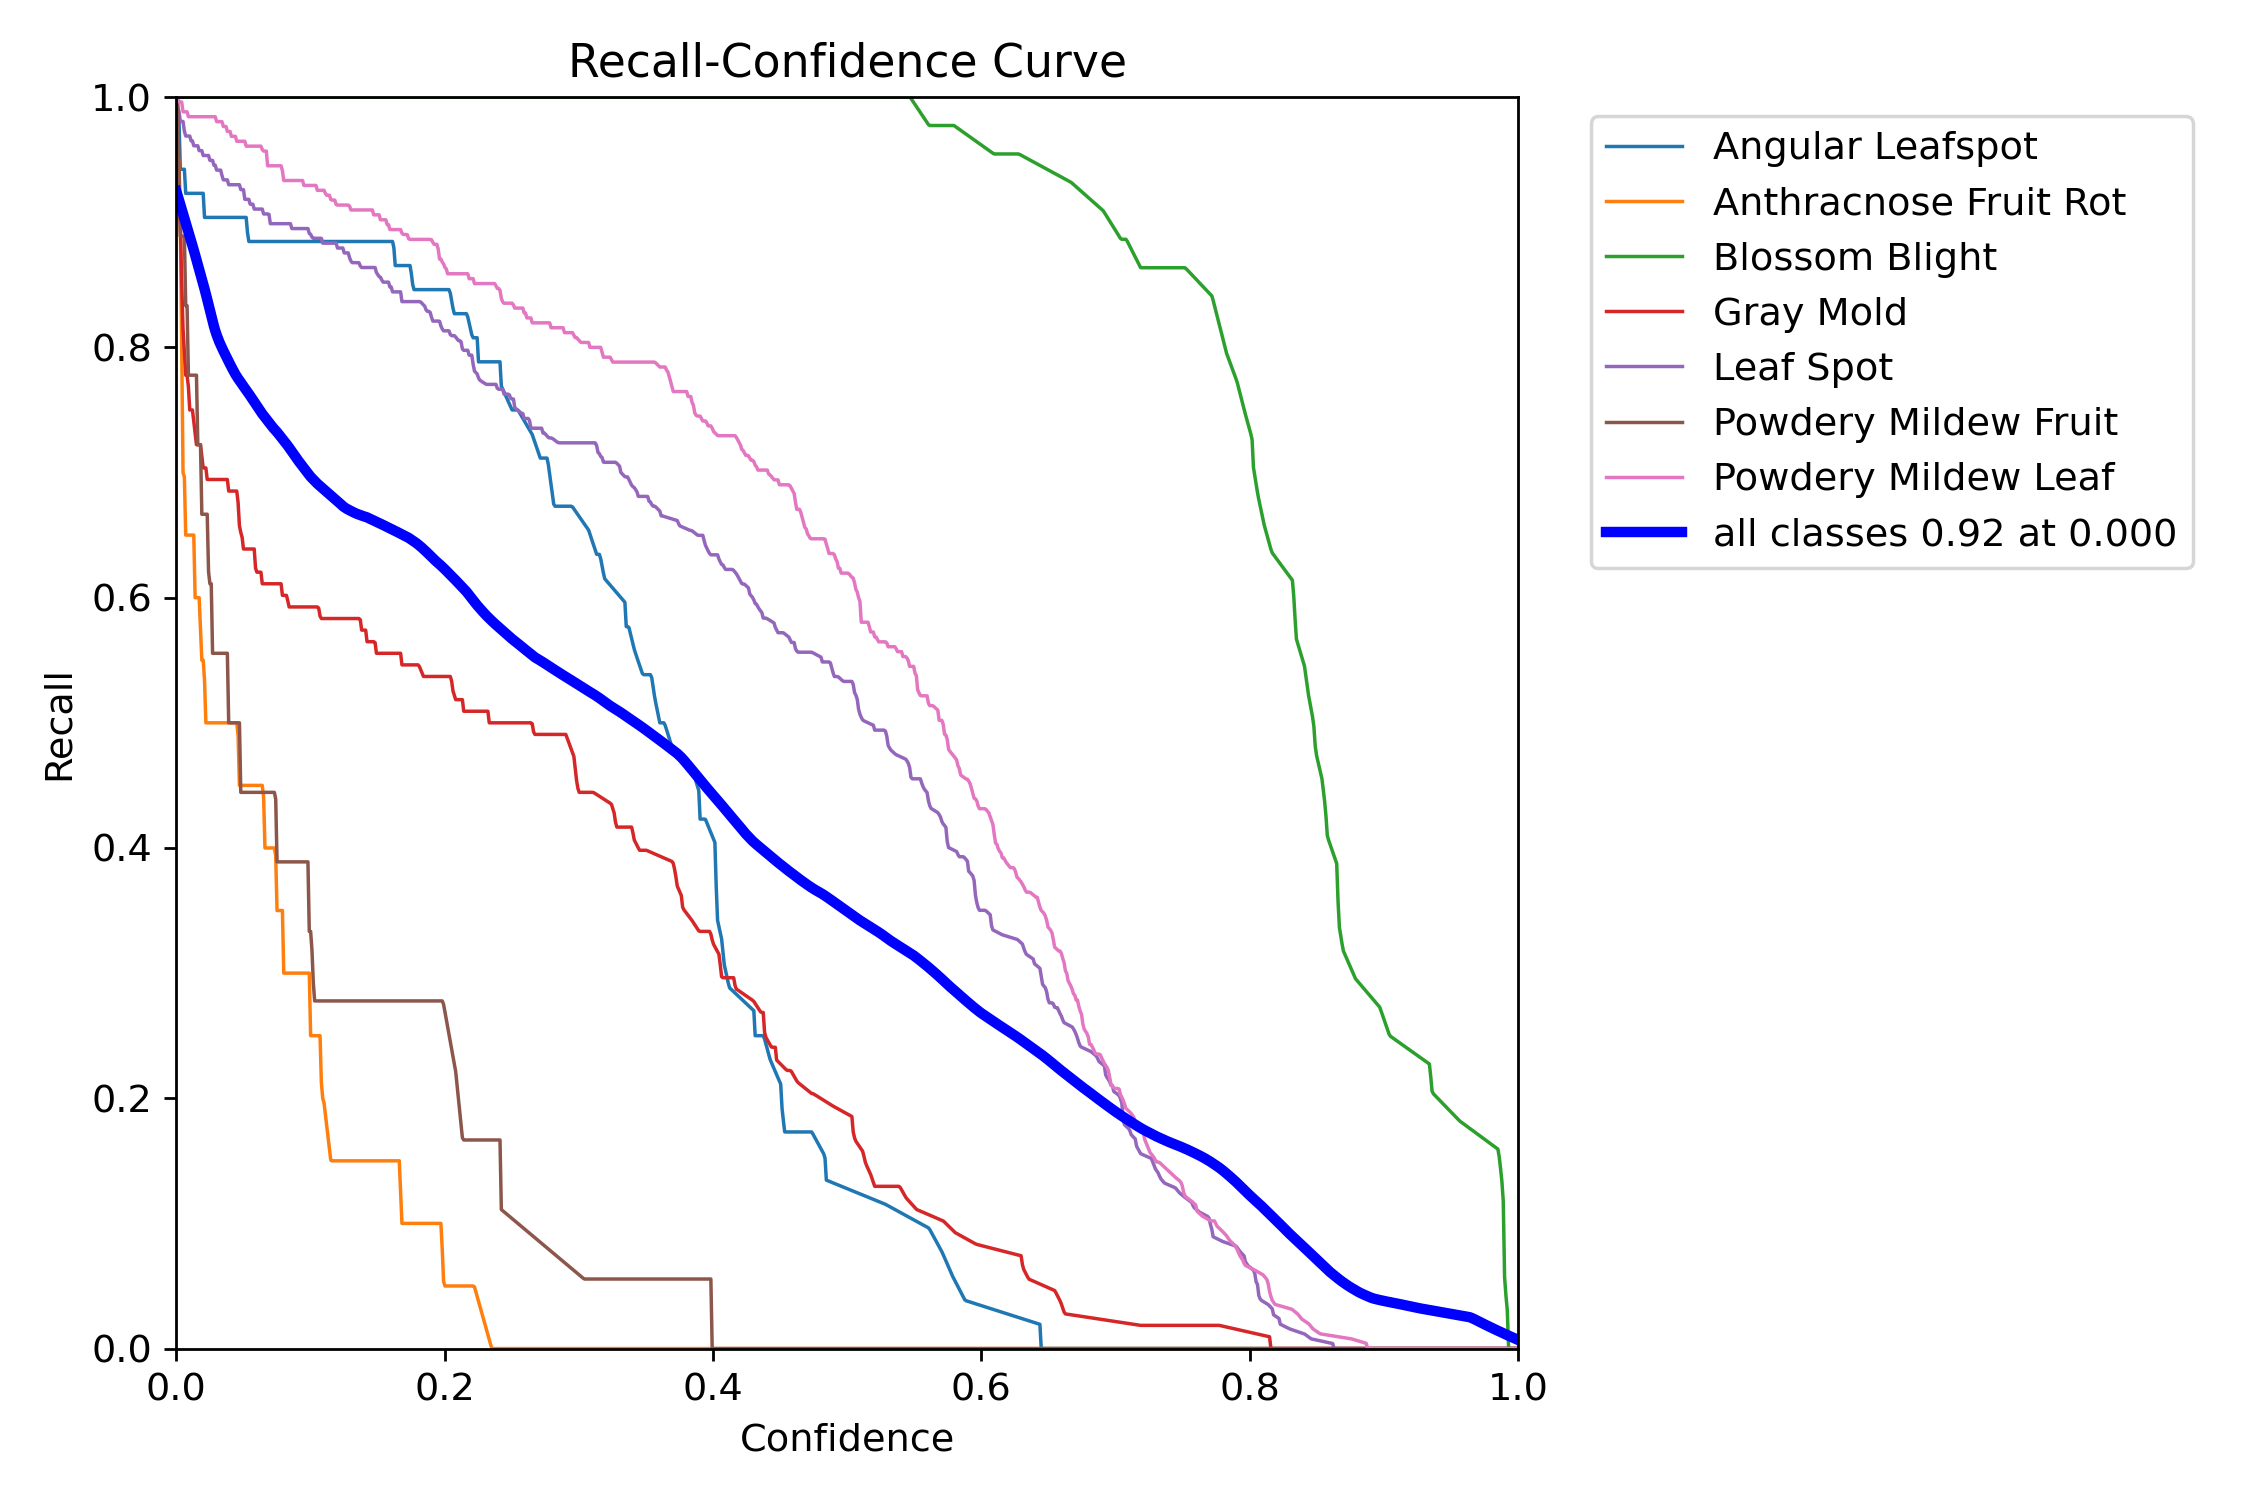 Recall-Confidence Curve
1.0
0.8
0.6
0.4
0.2
0.0
Recall
0.0 0.2 0.4 0.6 0.8 1.0
Confidence
Angular Leafspot
Anthracnose Fruit Rot
Blossom Blight
Gray Mold
Leaf Spot
Powdery Mildew Fruit
Powdery Mildew Leaf
all classes 0.92 at 0.000